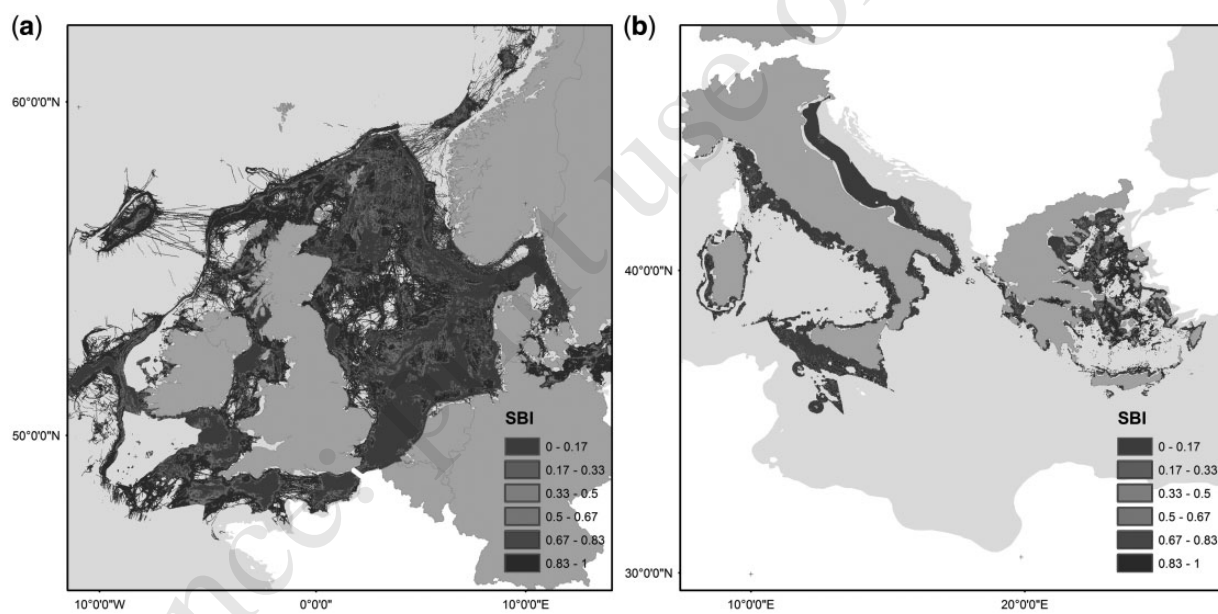 (a)
60°0'0"N
50°0'0"N
SBI
0 - 0.17
0.17 - 0.33
0.33 - 0.5
0.5 - 0.67
0.67 - 0.83
0.83 - 1
10°0'0"W
0°0'0"
10°0'0"E
(b)
40°0'0"N
30°0'0"N
SBI
0 - 0.17
0.17 - 0.33
0.33 - 0.5
0.5 - 0.67
0.67 - 0.83
0.83 - 1
10°0'0"E
20°0'0"E